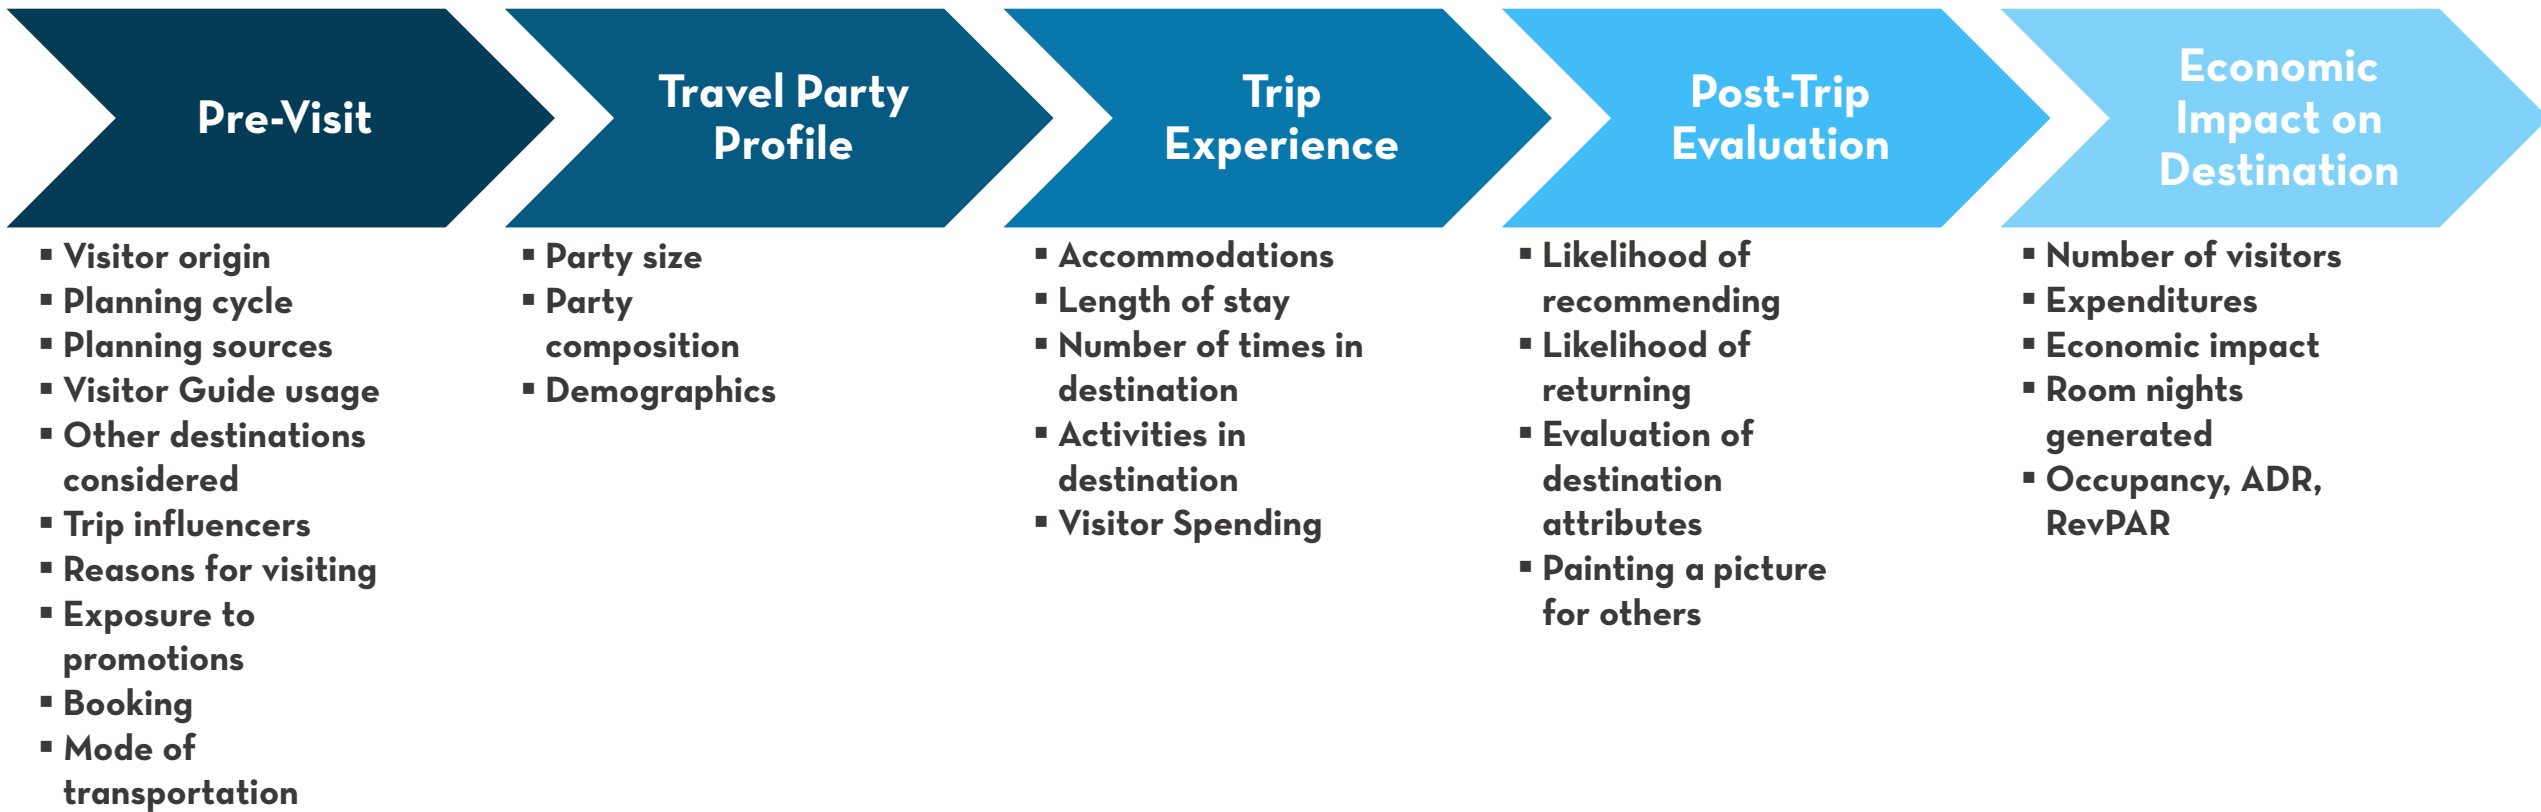 Pre-Visit
▪ Visitor origin
▪ Planning cycle
▪ Planning sources
▪ Visitor Guide usage
▪ Other destinations
considered
▪ Trip influencers
▪ Reasons for visiting
▪ Exposure to
promotions
▪ Booking
▪ Mode of
transportation
Travel Party
Profile
▪ Party size
▪ Party
composition
▪ Demographics
Trip
Experience
▪ Accommodations
▪ Length of stay
▪ Number of times in
destination
▪ Activities in
destination
▪ Visitor Spending
Post-Trip
Evaluation
▪ Likelihood of
recommending
▪ Likelihood of
returning
▪ Evaluation of
destination
attributes
▪ Painting a picture
for others
Economic
Impact on
Destination
▪ Number of visitors
▪ Expenditures
▪ Economic impact
▪ Room nights
generated
▪ Occupancy, ADR,
RevPAR